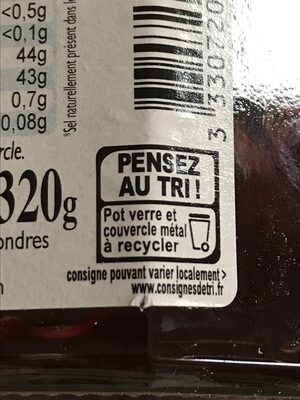 <0,5g
<0,1g
44g
43g
0,7g
0,08g
*Sel naturellement présent dans
3 330720
rcle.
320g
ondres
PENSEZ
AU TRI !
Pot verre et
couvercle métal
à recycler
consigne pouvant varier localement>
www.consignesdetri.fr